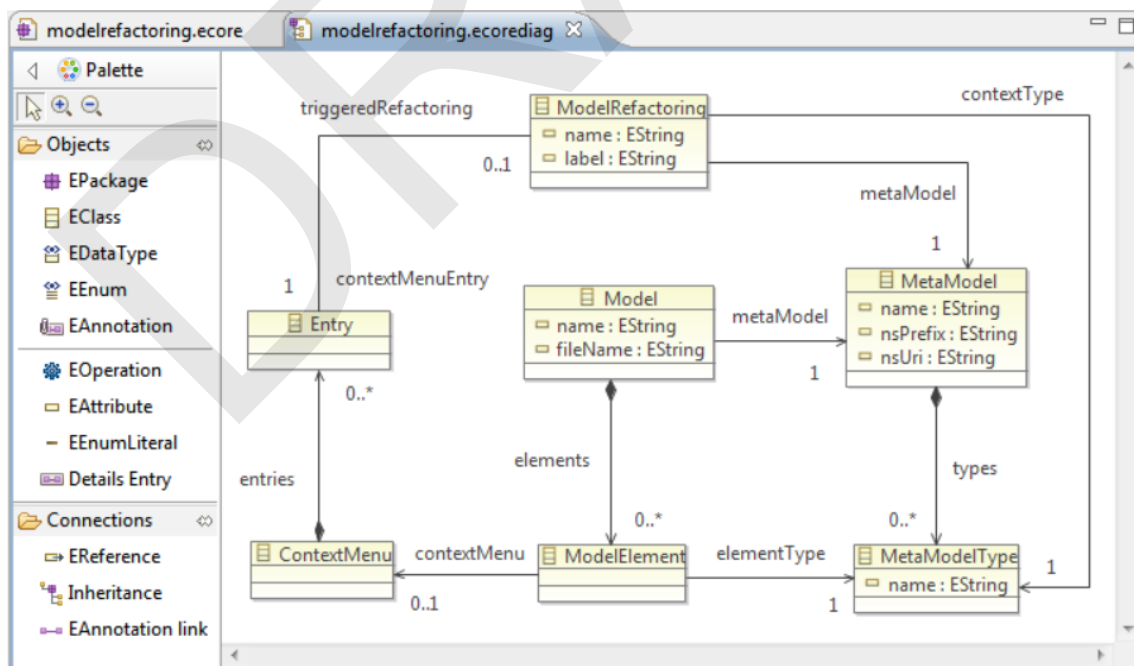 modelrefactoring.ecore
modelrefactoring.ecorediag
Palette
Objects
EPackage
EClass
EDataType
EEnum
EAnnotation
EOperation
EAttribute
EEnumLiteral
Details Entry
Connections
EReference
Inheritance
EAnnotation link
triggeredRefactoring
0..1
ModelRefactoring
name : EString
label : EString
contextType
metaModel
1
1
contextMenuEntry
Entry
0..*
entries
Model
name : EString
fileName : EString
metaModel
1
MetaModel
name : EString
nsPrefix : EString
nsUri : EString
elements
0..*
types
0..*
ContextMenu
contextMenu
0..1
ModelElement
elementType
1
MetaModelType
name : EString
1